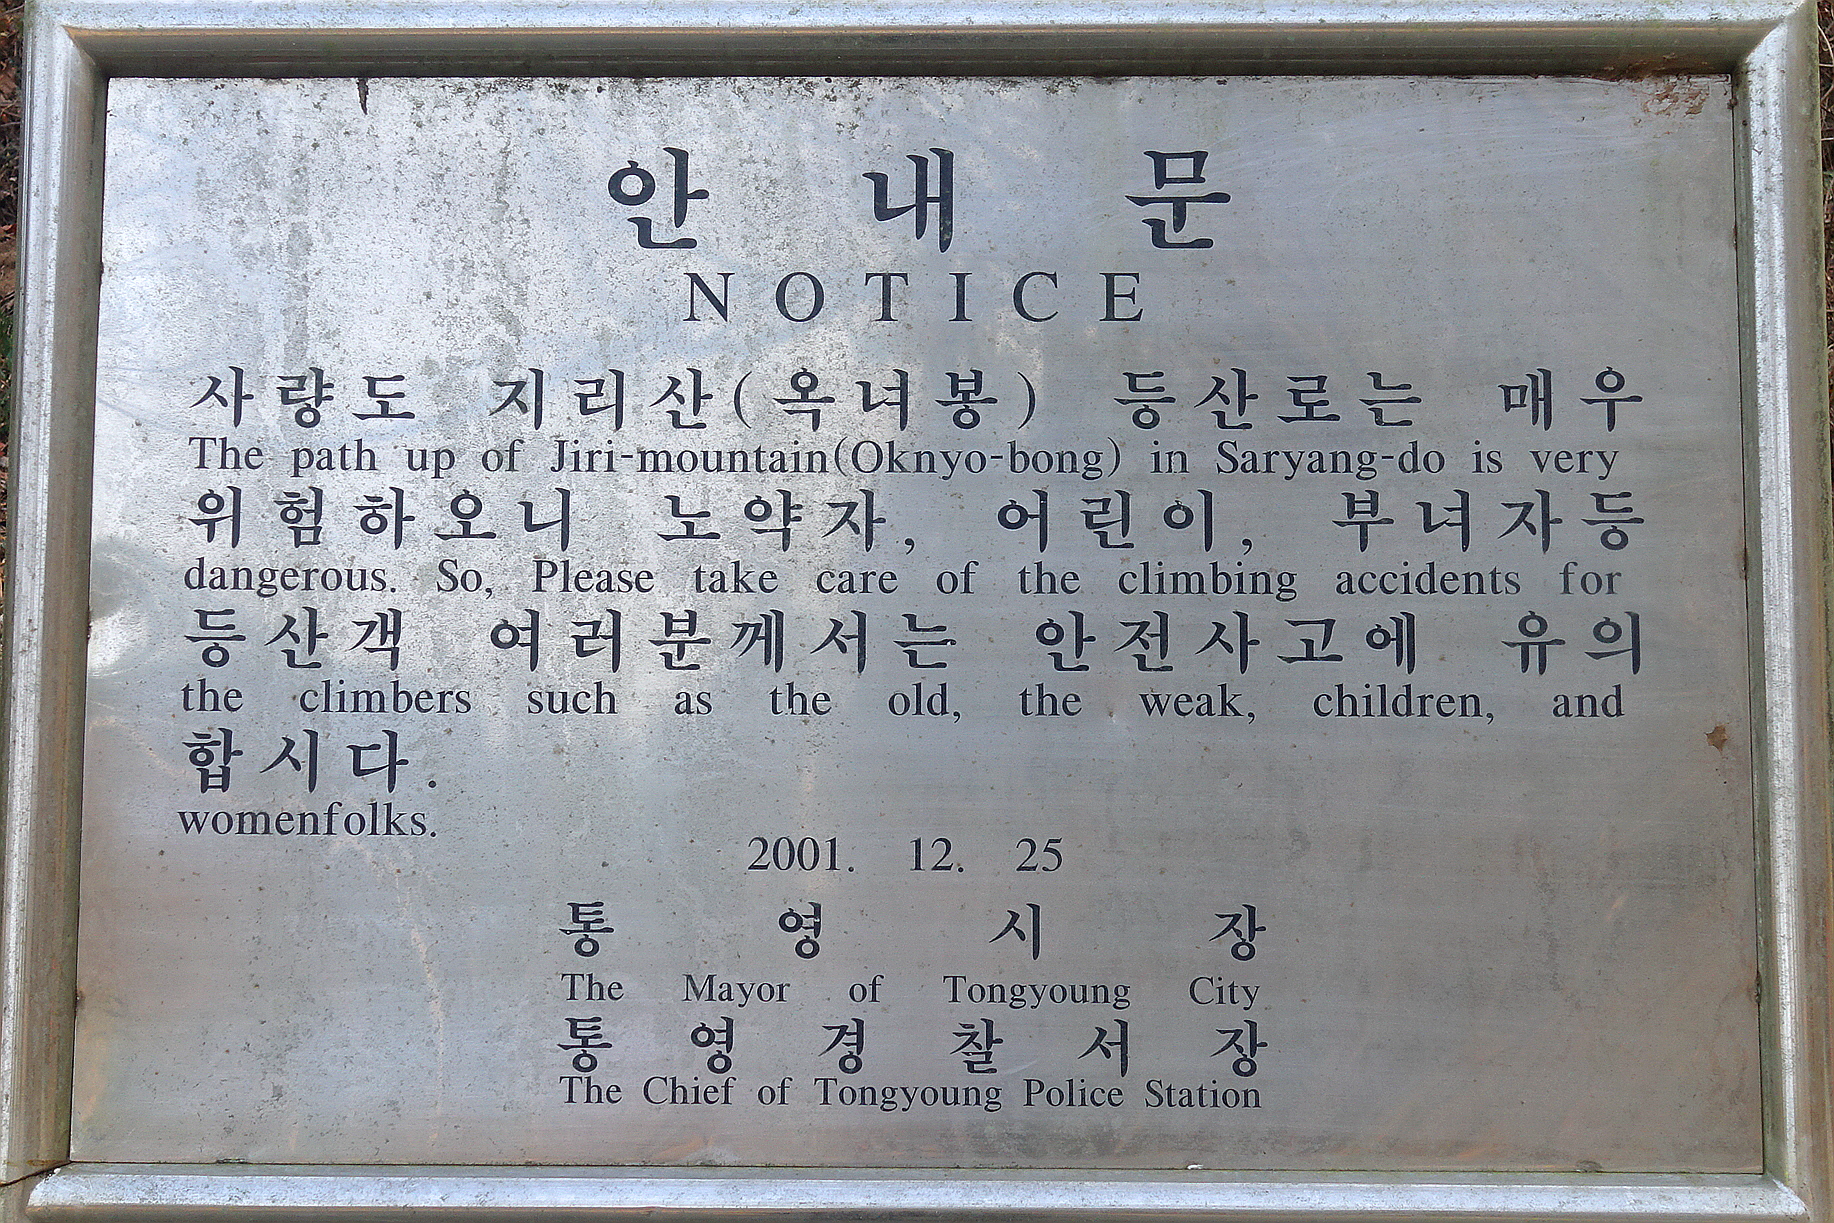 안 내 문
NOTICE
사랑도 지리산(옥녀봉) 등산로는 매우
The path up of Jiri-mountain(Oknyo-bong) in Saryang-do is very
위험하오니 노약자, 어린이, 부녀자등
dangerous. So, Please take care of the climbing accidents for
등산객 여러분께서는 안전사고에 유의
the climbers such as the old, the weak, children, and
합시다.
womenfolks.
2001. 12. 25
통 영 시 장
The Mayor of Tongyoung City
통 영 경 찰 서 장
The Chief of Tongyoung Police Station